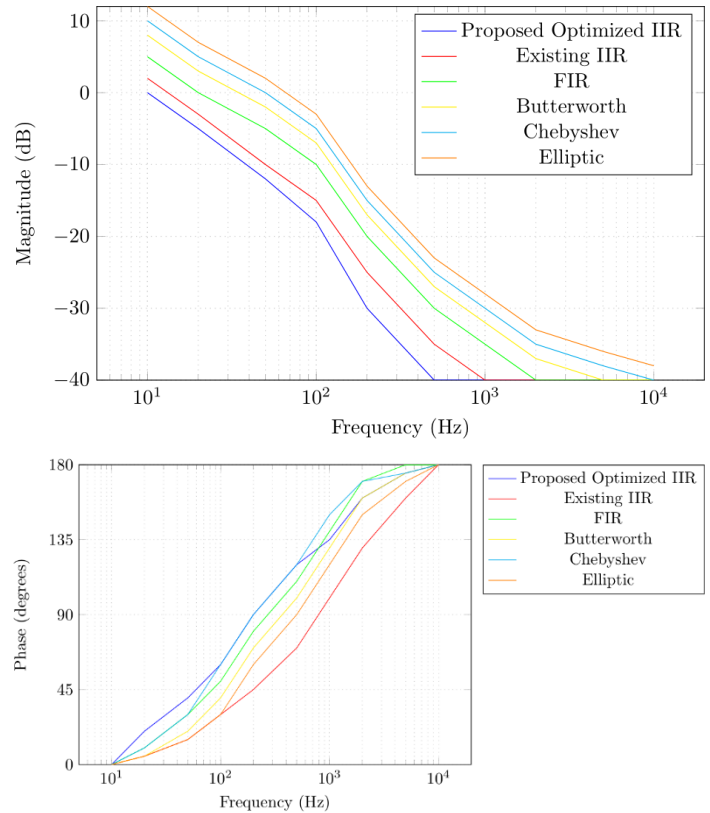 Proposed Optimized IIR
Existing IIR
FIR
Butterworth
Chebyshev
Elliptic
Magnitude (dB)
10
0
−10
−20
−30
−40
10^1
10^2
10^3
10^4
Frequency (Hz)
Proposed Optimized IIR
Existing IIR
FIR
Butterworth
Chebyshev
Elliptic
Phase (degrees)
180
135
90
45
0
10^1
10^2
10^3
10^4
Frequency (Hz)